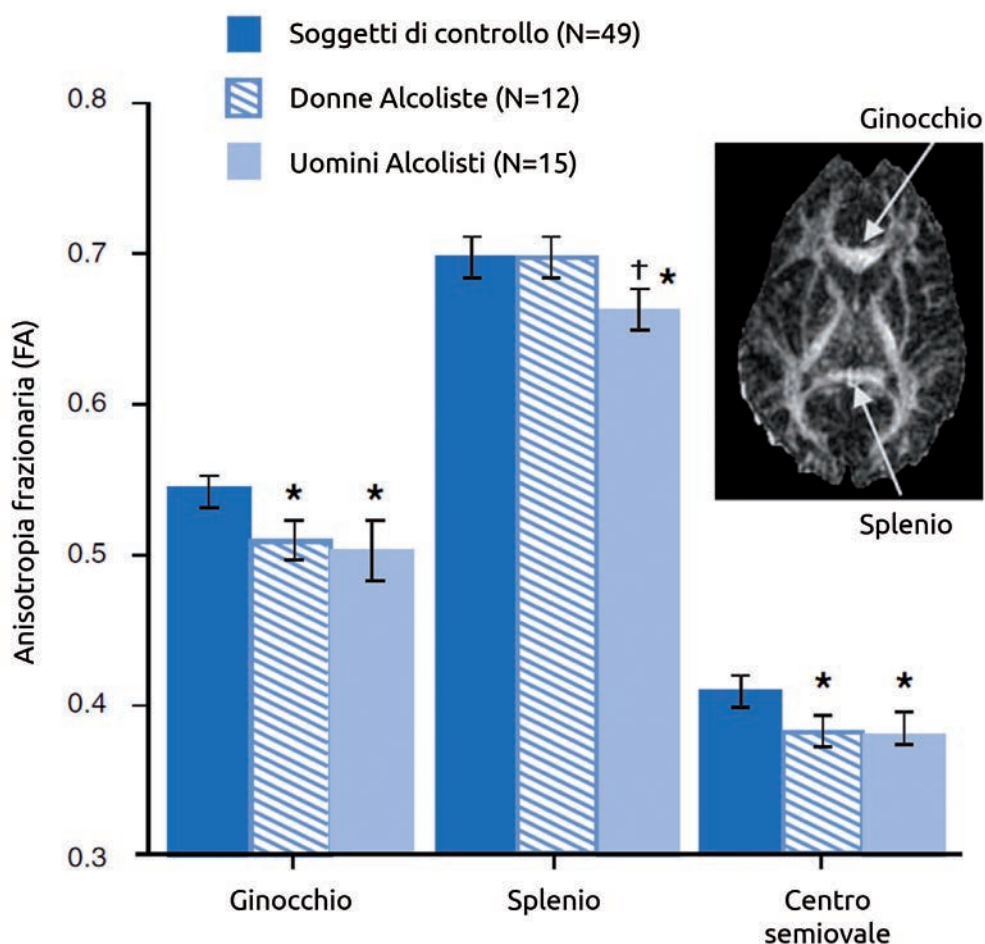 Soggetti di controllo (N=49)
Donne Alcoliste (N=12)
Uomini Alcolisti (N=15)
Anisotropia frazionaria (FA)
0.8
0.7
0.6
0.5
0.4
0.3
* *
† *
* *
Ginocchio
Splenio
Ginocchio
Splenio
Centro
semiovale